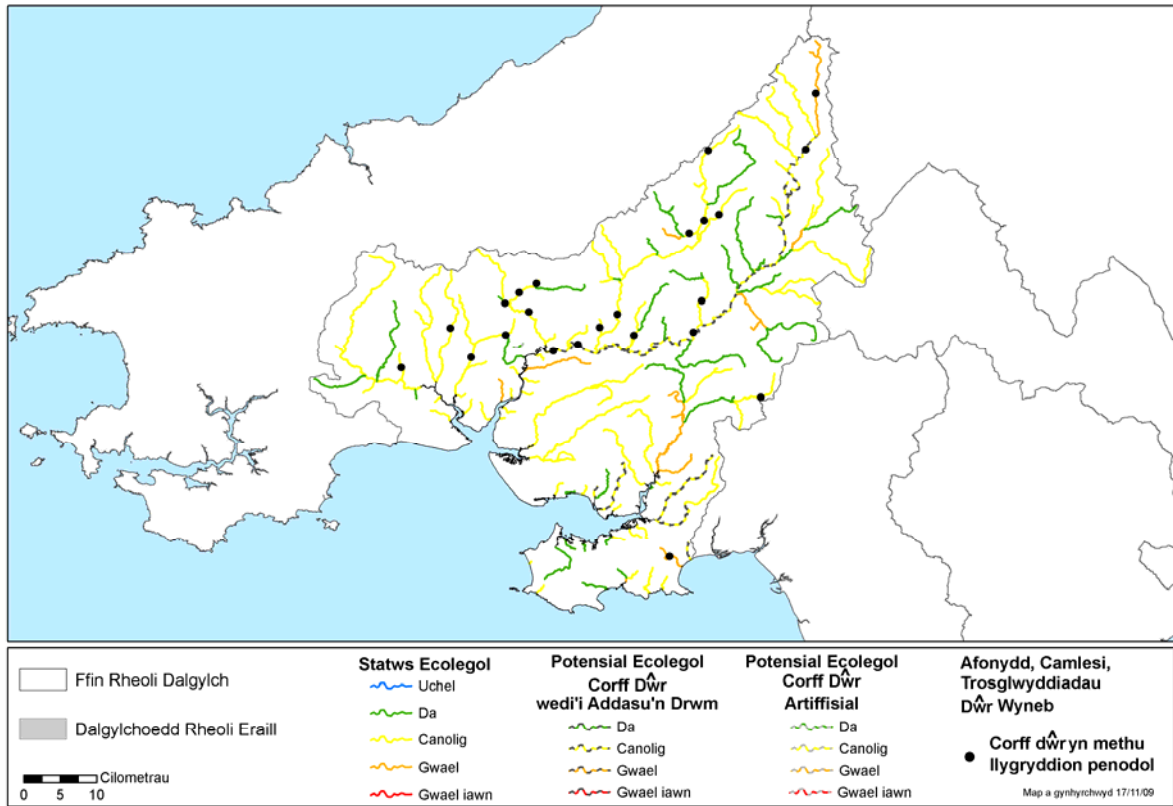 Ffin Rheoli Dalgylch
Dalgylchoedd Rheoli Eraill
Cilometrau
0 5 10
Statws Ecolegol
Uchel
Da
Canolig
Gwael
Gwael iawn
Potensial Ecolegol
Corff Dŵr
wedi'i Addasu'n Drwm
Da
Canolig
Gwael
Gwael iawn
Potensial Ecolegol
Corff Dŵr
Artiffisial
Da
Canolig
Gwael
Gwael iawn
Afonydd, Camlesi,
Trosglwyddiadau
Dŵr Wyneb
Corff dŵr yn methu
llygryddion penodol
Map a gynhyrchwyd 17/11/09